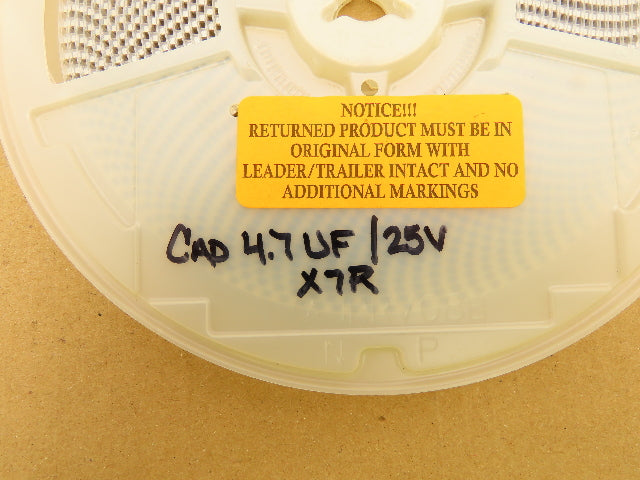 NOTICE!!!
RETURNED PRODUCT MUST BE IN
ORIGINAL FORM WITH
LEADER/TRAILER INTACT AND NO
ADDITIONAL MARKINGS
CAD 4.7 UF / 25V
X7R
N P